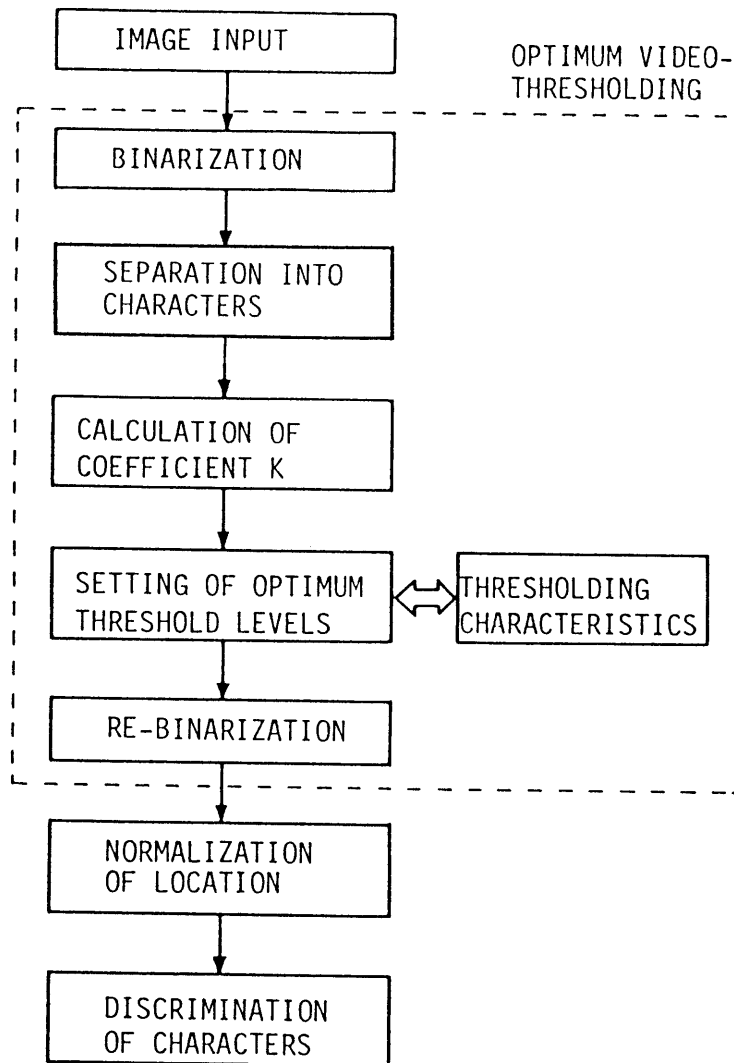 IMAGE INPUT
OPTIMUM VIDEO-
THRESHOLDING
BINARIZATION
SEPARATION INTO
CHARACTERS
CALCULATION OF
COEFFICIENT K
SETTING OF OPTIMUM
THRESHOLD LEVELS
THRESHOLDING
CHARACTERISTICS
RE-BINARIZATION
NORMALIZATION
OF LOCATION
DISCRIMINATION
OF CHARACTERS